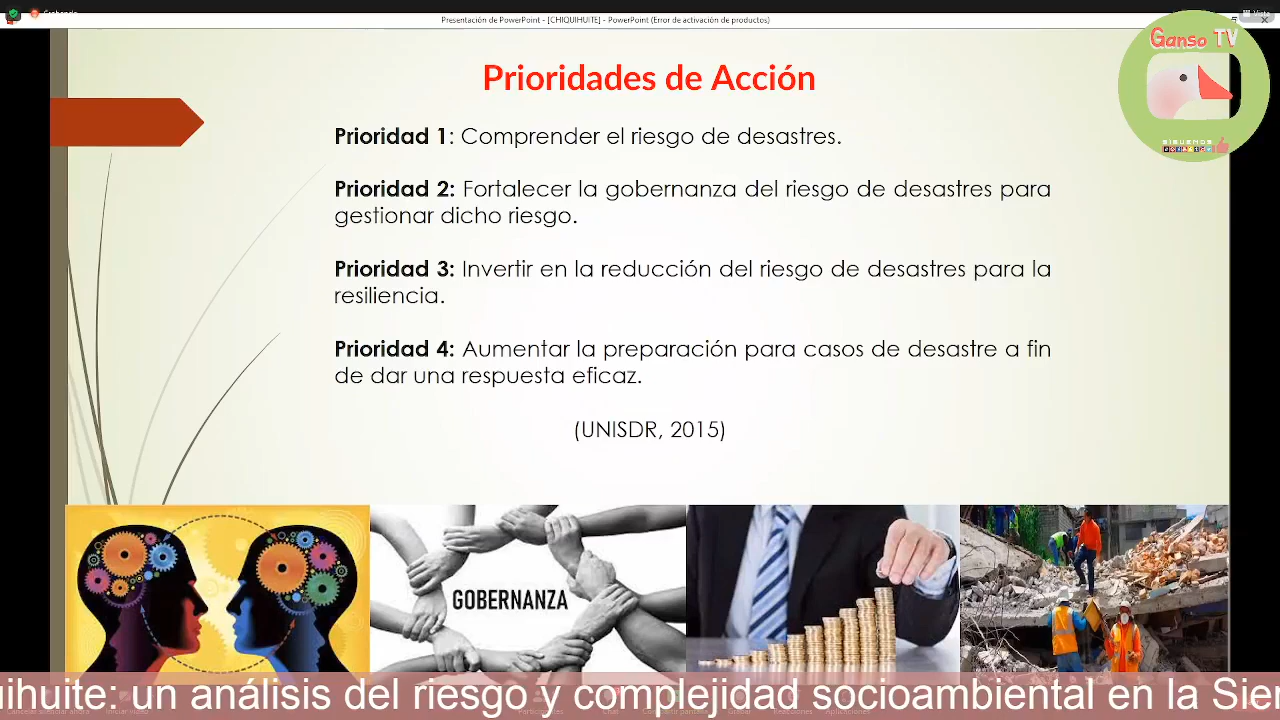 Presentación de PowerPoint - [CHIQUIHUITE] - PowerPoint (Error de activación de productos)
Ganso TV
SIGUENOS
Prioridades de Acción
Prioridad 1: Comprender el riesgo de desastres.
Prioridad 2: Fortalecer la gobernanza del riesgo de desastres para
gestionar dicho riesgo.
Prioridad 3: Invertir en la reducción del riesgo de desastres para la
resiliencia.
Prioridad 4: Aumentar la preparación para casos de desastre a fin
de dar una respuesta eficaz.
(UNISDR, 2015)
GOBERNANZA
uihuite: un análisis del riesgo y complejidad socioambiental en la Sier